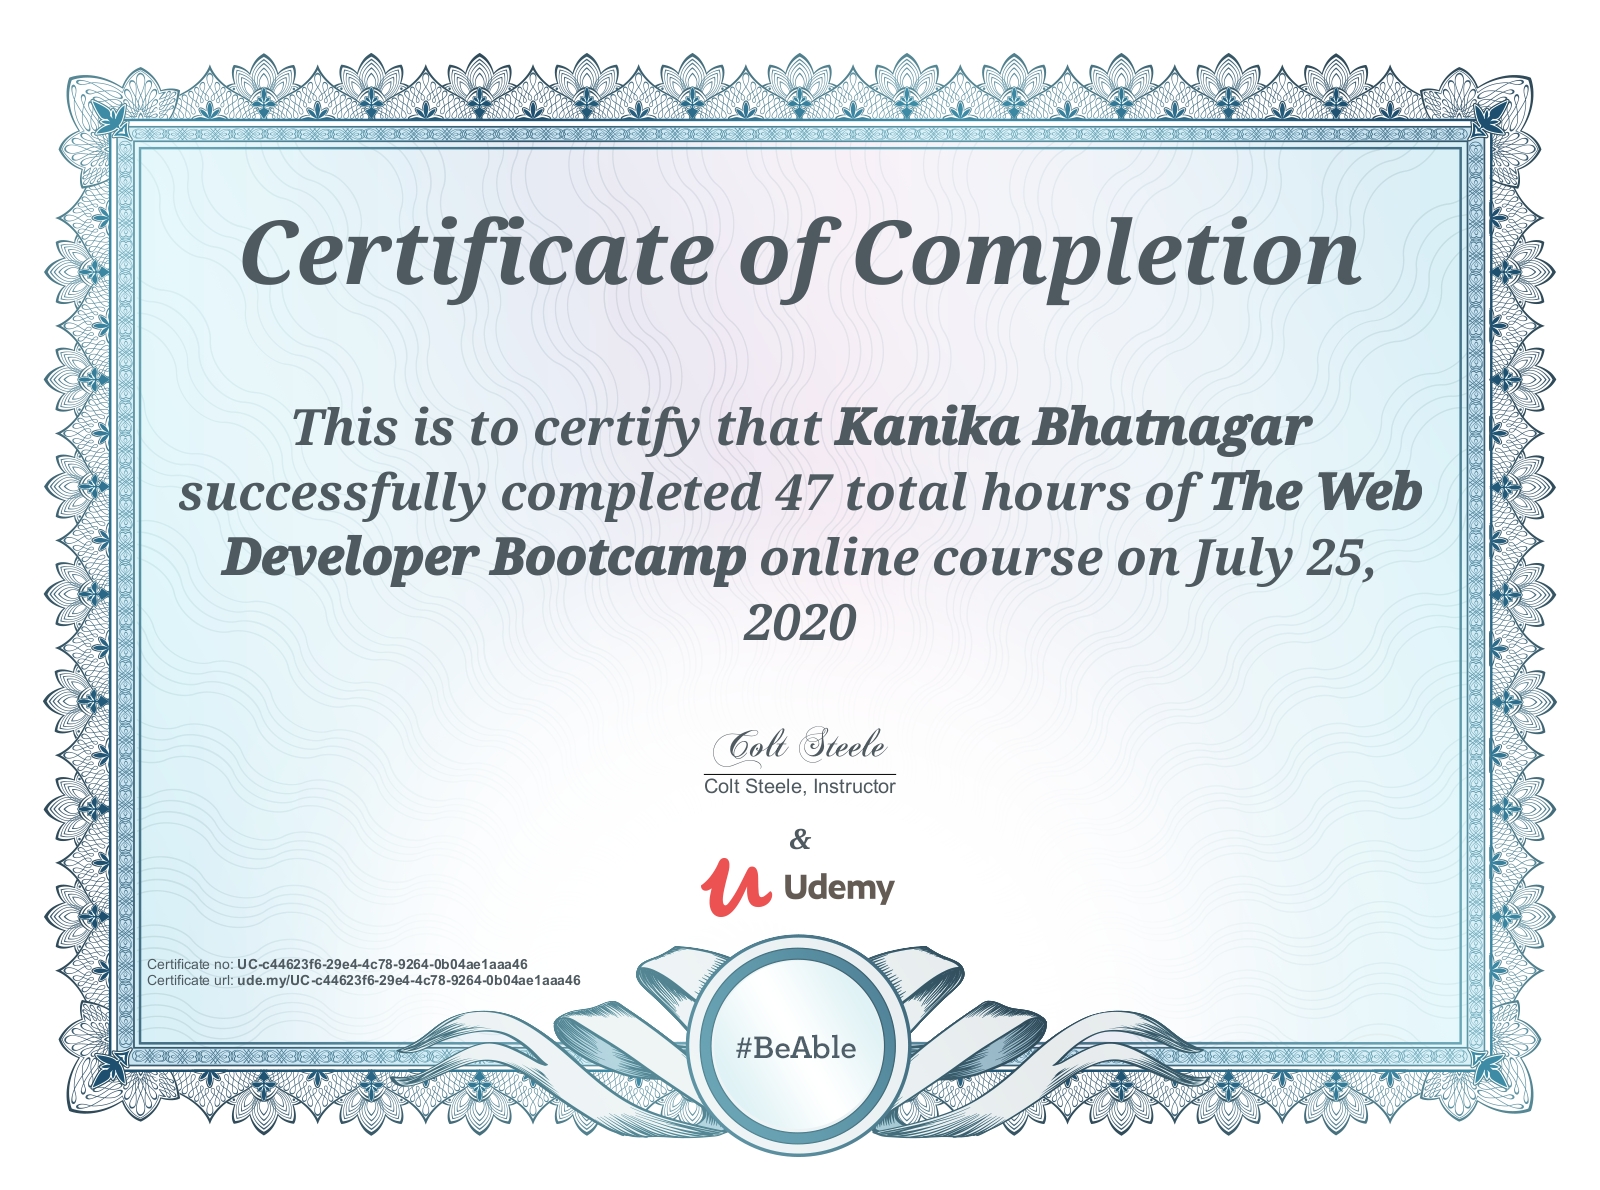 Certificate of Completion
This is to certify that Kanika Bhatnagar
successfully completed 47 total hours of The Web
Developer Bootcamp online course on July 25,
2020
Colt Steele
Colt Steele, Instructor
&
Udemy
Certificate no: UC-c44623f6-29e4-4c78-9264-0b04ae1aaa46
Certificate url: ude.my/UC-c44623f6-29e4-4c78-9264-0b04ae1aaa46
#BeAble